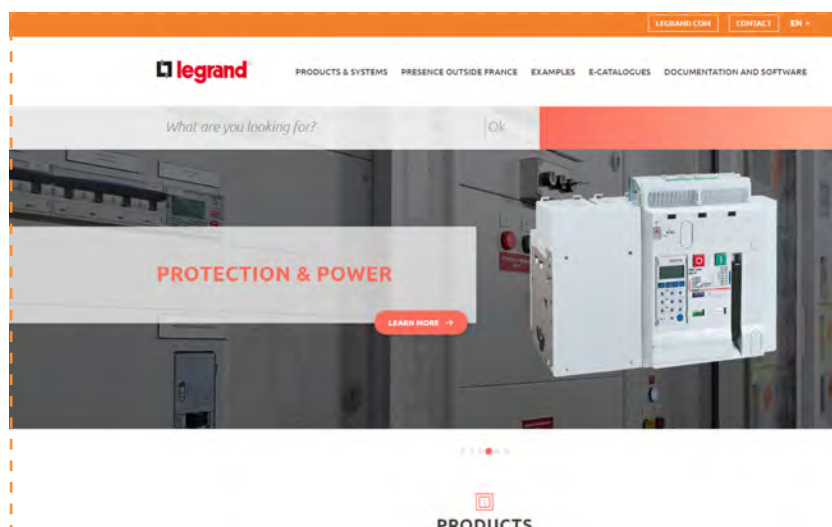 LEGRAND.COM CONTACT EN
legrand
PRODUCTS & SYSTEMS PRESENCE OUTSIDE FRANCE EXAMPLES E-CATALOGUES DOCUMENTATION AND SOFTWARE
What are you looking for? Ok
PROTECTION & POWER
LEARN MORE →
PRODUCTS